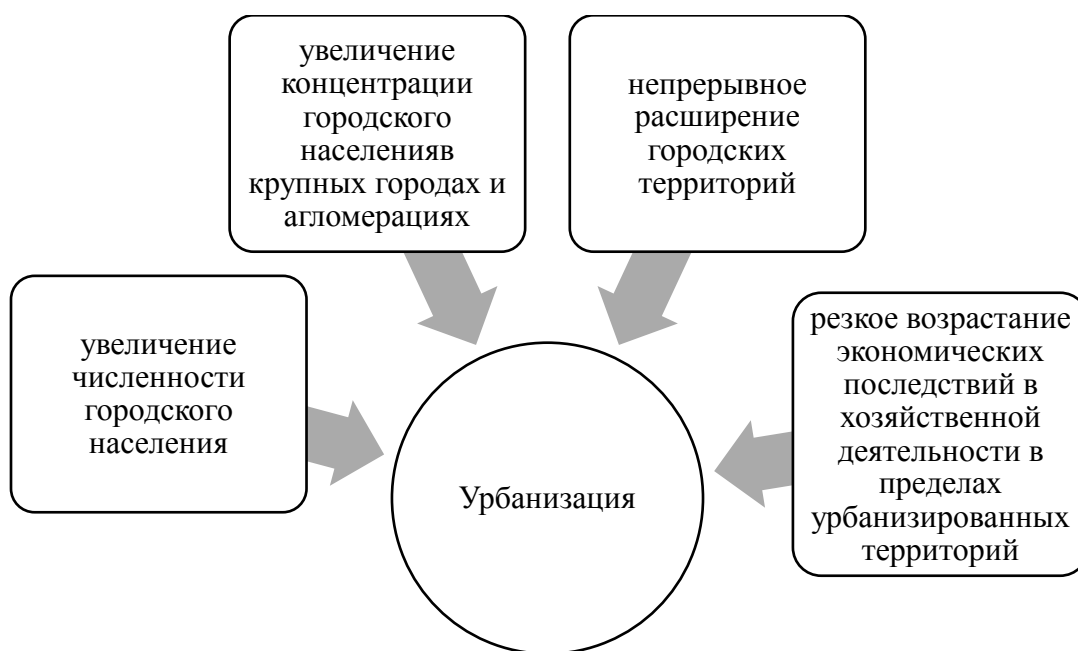 увеличение
концентрации
городского
населенияв
крупных городах и
агломерациях
непрерывное
расширение
городских
территорий
увеличение
численности
городского
населения
резкое возрастание
экономических
последствий в
хозяйственной
деятельности в
пределах
урбанизированных
территорий
Урбанизация